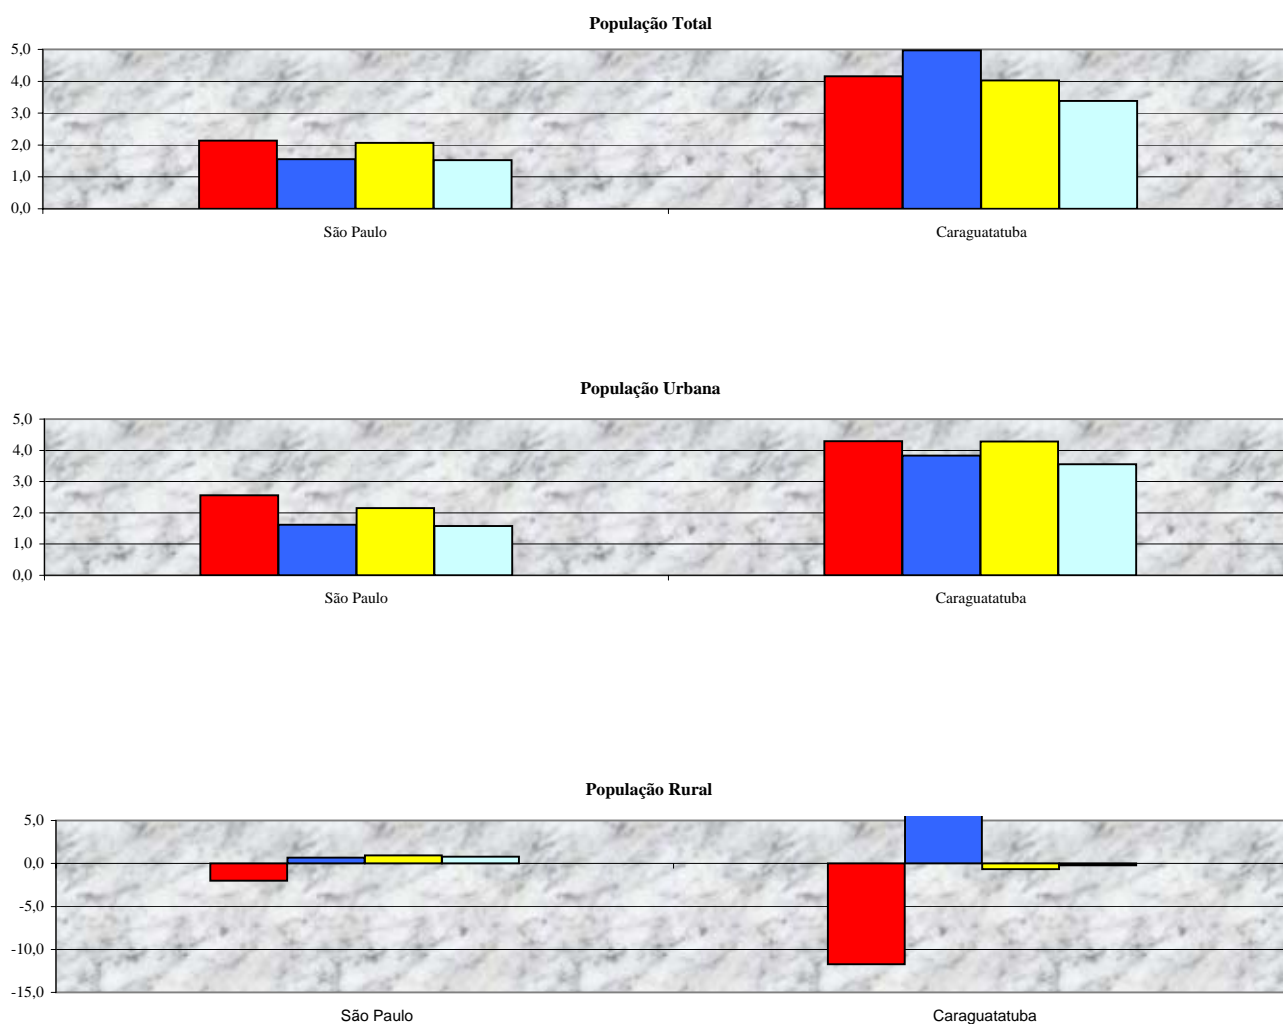 População Total
5,0
4,0
3,0
2,0
1,0
0,0
São Paulo Caraguatatuba
População Urbana
5,0
4,0
3,0
2,0
1,0
0,0
São Paulo Caraguatatuba
População Rural
5,0
0,0
-5,0
-10,0
-15,0
São Paulo Caraguatatuba